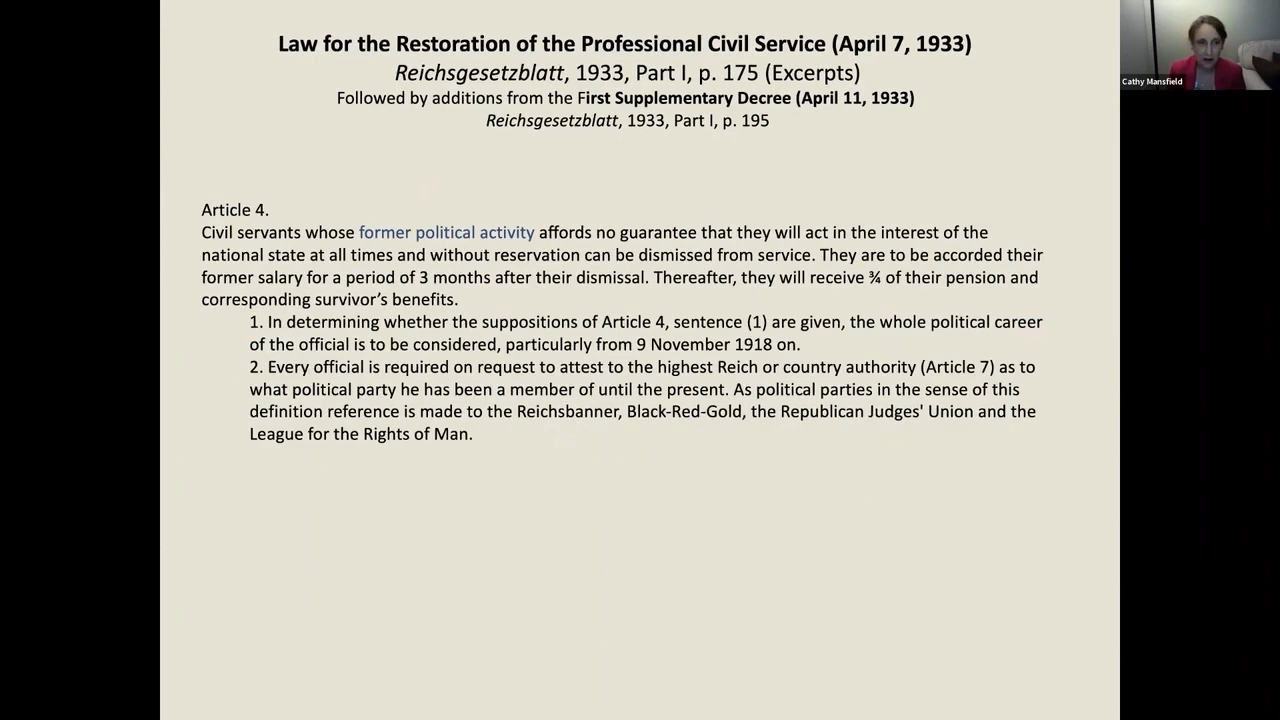 Law for the Restoration of the Professional Civil Service (April 7, 1933)
Reichsgesetzblatt, 1933, Part I, p. 175 (Excerpts)
Followed by additions from the First Supplementary Decree (April 11, 1933)
Reichsgesetzblatt, 1933, Part I, p. 195
Cathy Mansfield
Article 4.
Civil servants whose former political activity affords no guarantee that they will act in the interest of the
national state at all times and without reservation can be dismissed from service. They are to be accorded their
former salary for a period of 3 months after their dismissal. Thereafter, they will receive ¾ of their pension and
corresponding survivor’s benefits.
1. In determining whether the suppositions of Article 4, sentence (1) are given, the whole political career
of the official is to be considered, particularly from 9 November 1918 on.
2. Every official is required on request to attest to the highest Reich or country authority (Article 7) as to
what political party he has been a member of until the present. As political parties in the sense of this
definition reference is made to the Reichsbanner, Black-Red-Gold, the Republican Judges' Union and the
League for the Rights of Man.